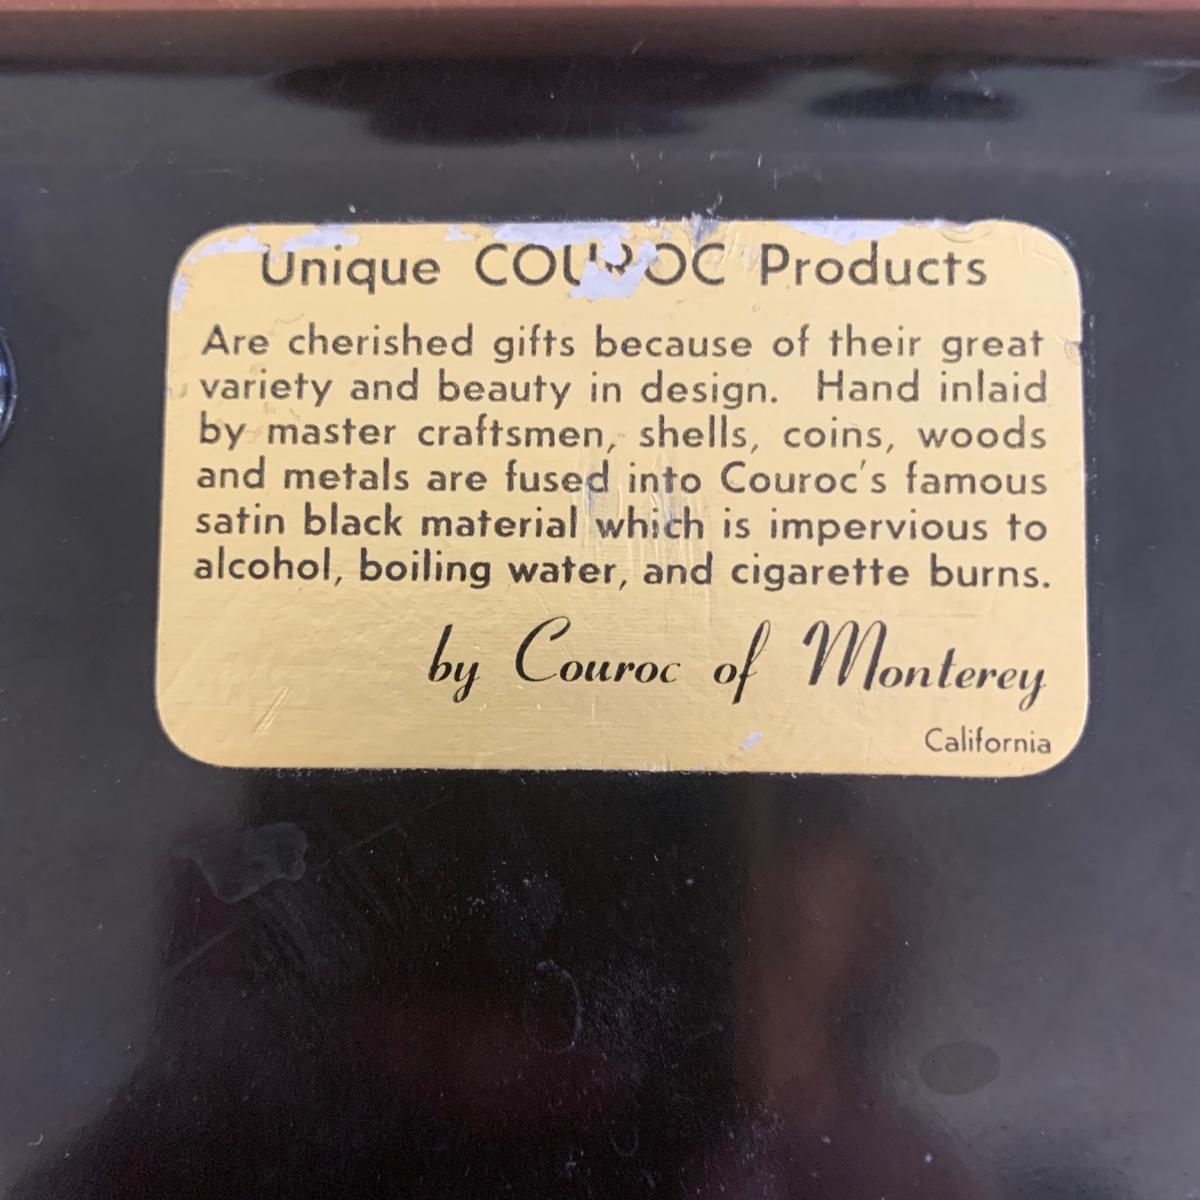 Unique COUROC Products
Are cherished gifts because of their great
variety and beauty in design. Hand inlaid
by master craftsmen, shells, coins, woods
and metals are fused into Couroc's famous
satin black material which is impervious to
alcohol, boiling water, and cigarette burns.
by Couroc of Monterey
California